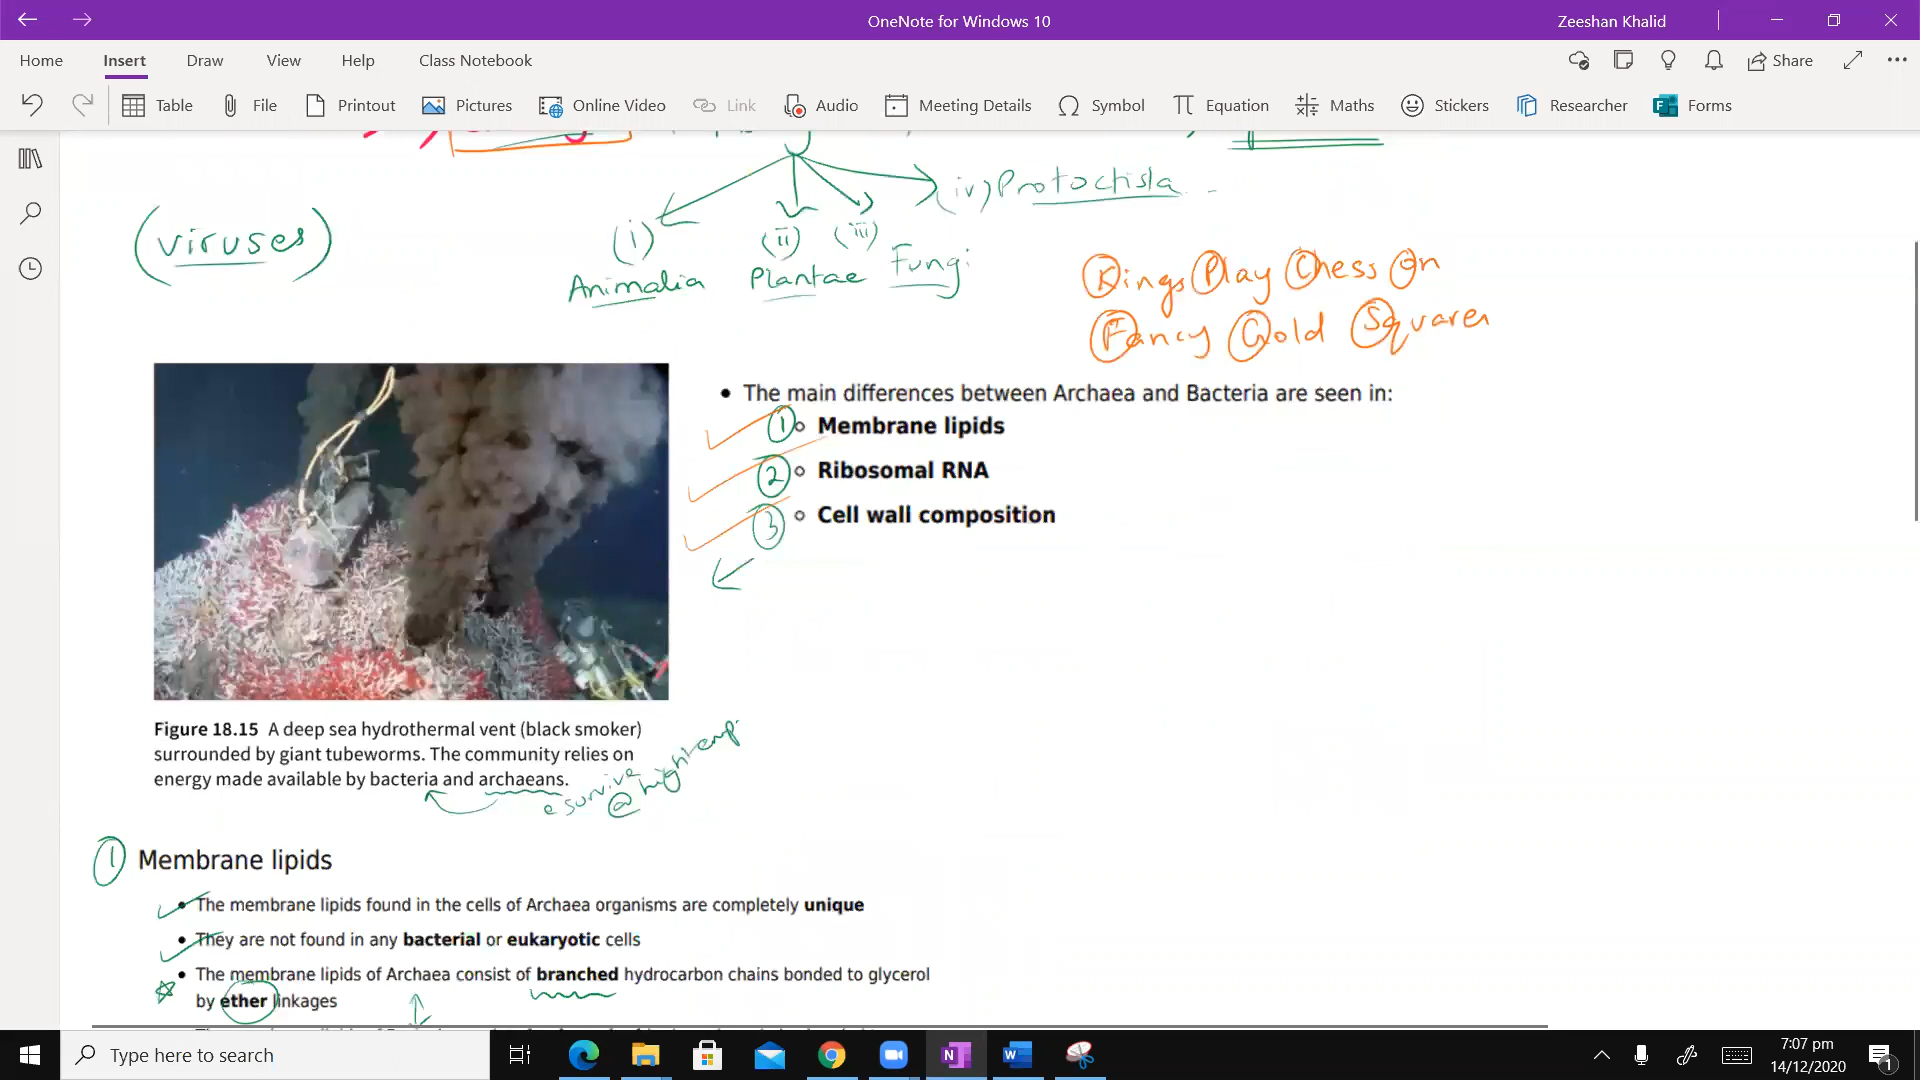 OneNote for Windows 10
Zeeshan Khalid
Home Insert Draw View Help Class Notebook
Share
Table File Printout Pictures Online Video Link Audio Meeting Details Symbol Equation Maths Stickers Researcher Forms
(iv) Protoctista
(viruses)
(i) (ii) (iii)
Animalia Plantae Fungi
Kings Play Chess On
Fancy Gold Squares
• The main differences between Archaea and Bacteria are seen in:
① ○ Membrane lipids
② ○ Ribosomal RNA
③ ○ Cell wall composition
Figure 18.15 A deep sea hydrothermal vent (black smoker)
surrounded by giant tubeworms. The community relies on
energy made available by bacteria and archaeans.
survive
@ high temp.
① Membrane lipids
• The membrane lipids found in the cells of Archaea organisms are completely unique
• They are not found in any bacterial or eukaryotic cells
• The membrane lipids of Archaea consist of branched hydrocarbon chains bonded to glycerol
by ether linkages
Type here to search
7:07 pm
14/12/2020
1